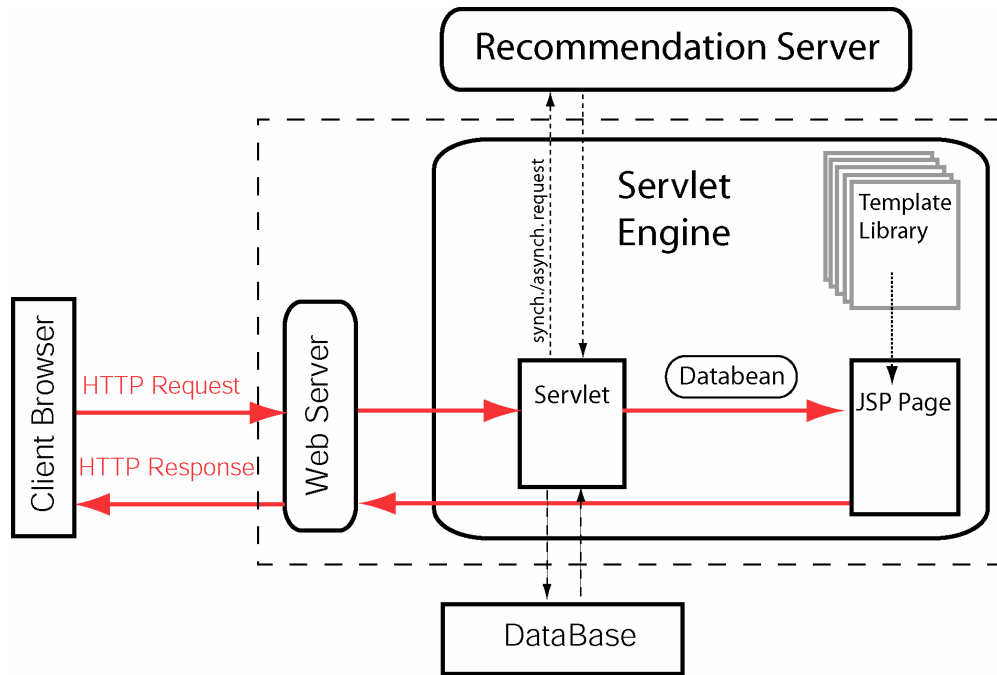 Recommendation Server
synch./asynch. request
Servlet
Engine
Template
Library
Client Browser
HTTP Request
HTTP Response
Web Server
Servlet
Databean
JSP Page
DataBase